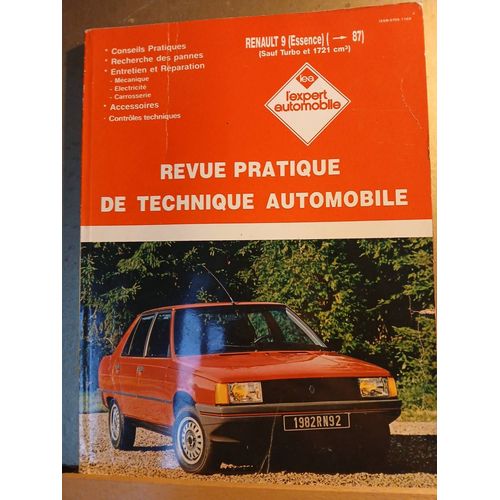 * Conseils Pratiques
* Recherche des pannes
* Entretien et Réparation
- Mécanique
- Electricité
- Carrosserie
* Accessoires
* Contrôles techniques
RENAULT 9 (Essence) ( → 87)
(Sauf Turbo et 1721 cm³)
l'expert
automobile
REVUE PRATIQUE
DE TECHNIQUE AUTOMOBILE
1982RN92